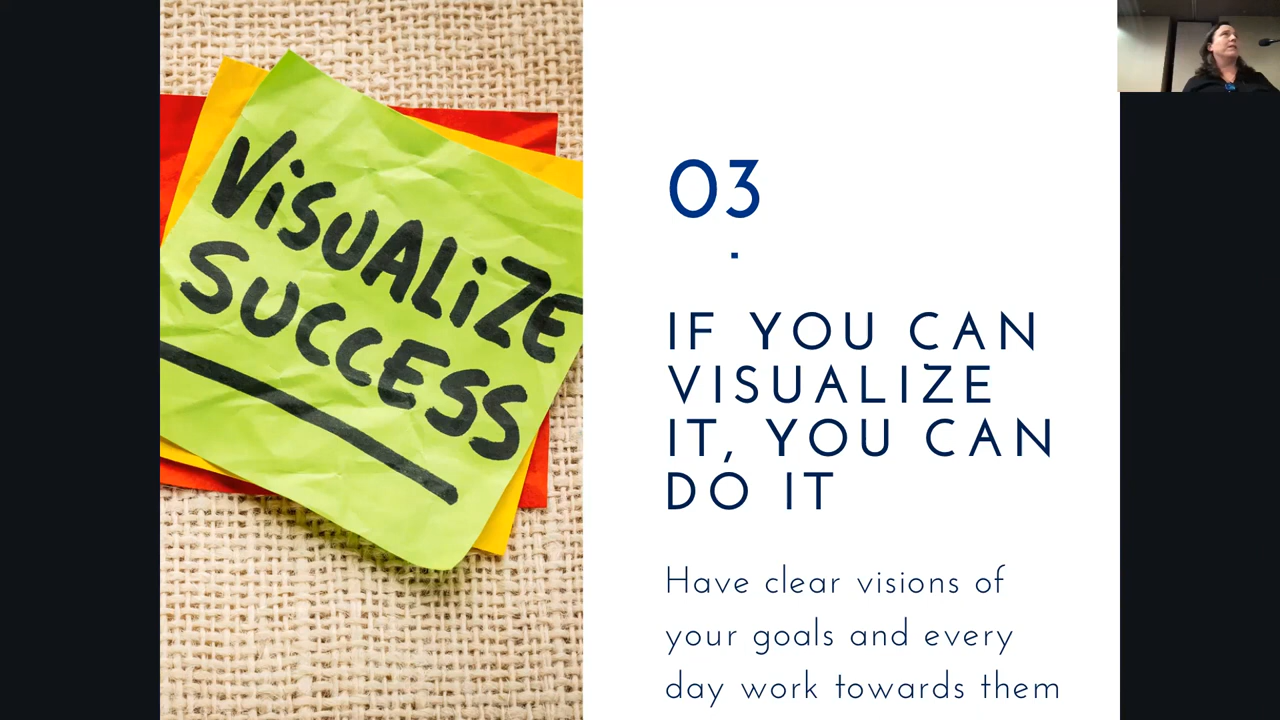 ViSUALiZE
SUCCESS
03
IF YOU CAN
VISUALIZE
IT, YOU CAN
DO IT
Have clear visions of
your goals and every
day work towards them